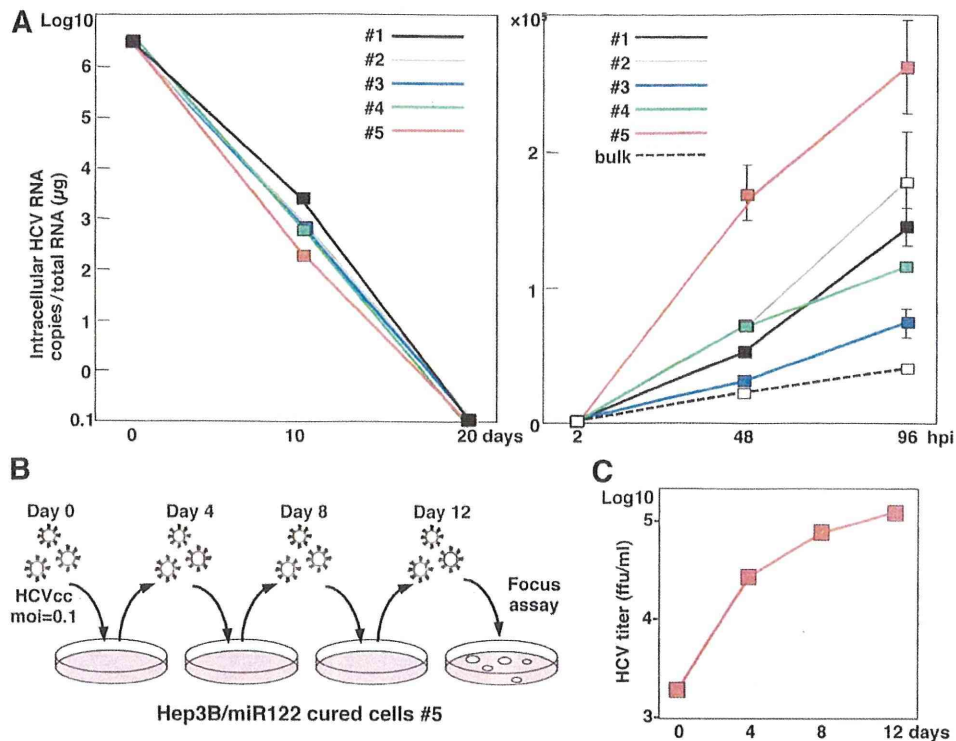 A
Log10
6
5
4
3
2
1
0
0.1
Intracellular HCV RNA
copies/total RNA (µg)
0
10
20 days
#1
#2
#3
#4
#5
×10⁵
2
1
0
2
48
96 hpi
#1
#2
#3
#4
#5
bulk
B
Day 0
Day 4
Day 8
Day 12
HCVcc
moi=0.1
Focus
assay
Hep3B/miR122 cured cells #5
C
Log10
5
4
3
HCV titer (ffu/ml)
0
4
8
12 days